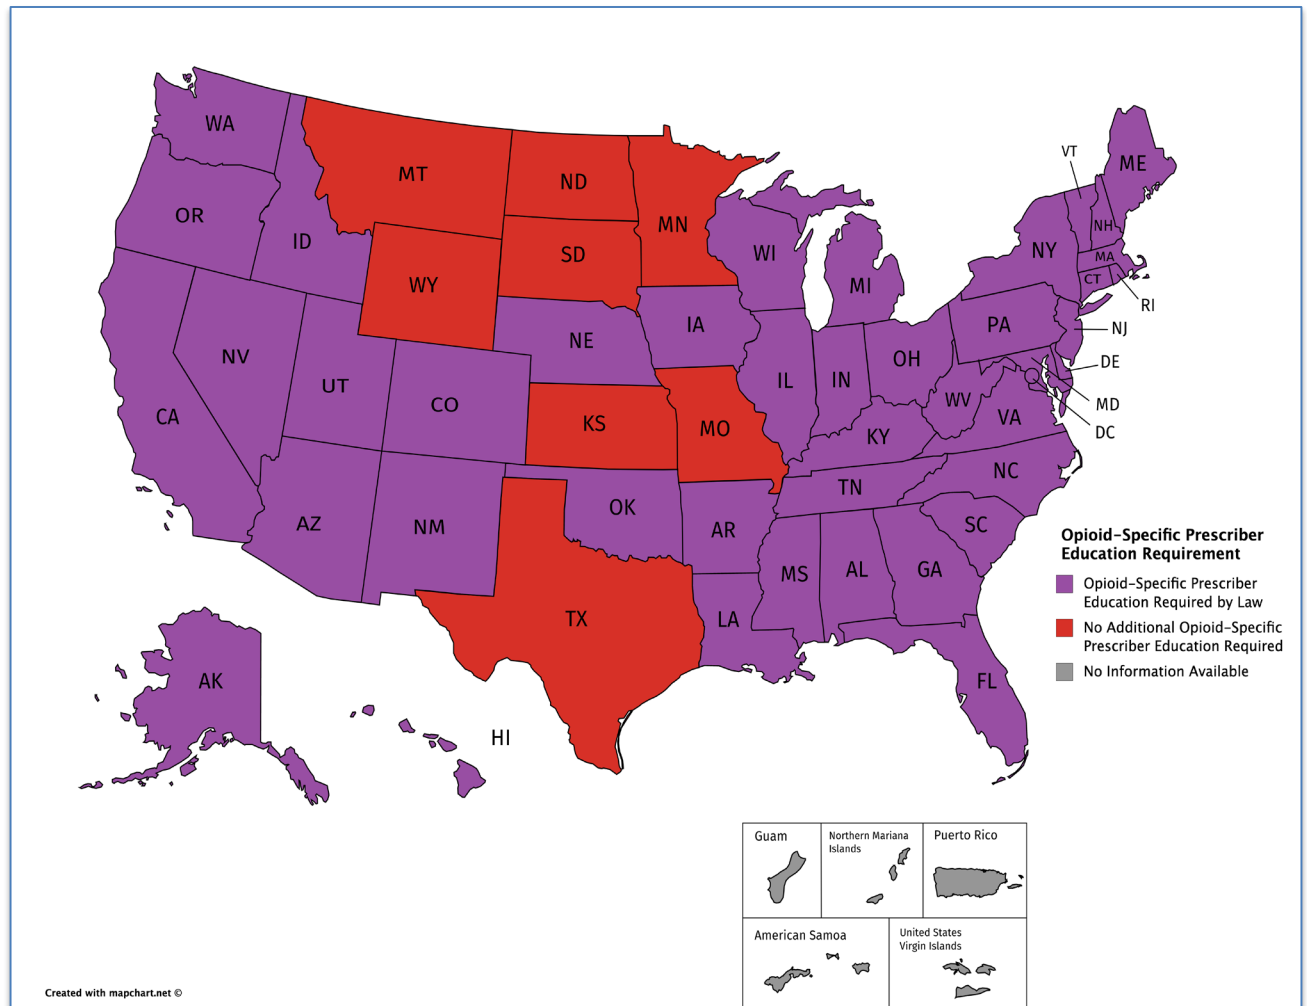 WA
MT
ND
MN
OR
ID
SD
WY
WI
MI
VT
ME
NH
NY
MA
CT
RI
NV
UT
CO
NE
IA
IL
IN
OH
PA
NJ
DE
MD
DC
CA
KS
MO
KY
WV
VA
AZ
NM
OK
AR
TN
NC
SC
MS
AL
GA
TX
LA
FL
AK
HI
Opioid-Specific Prescriber
Education Requirement
Opioid-Specific Prescriber
Education Required by Law
No Additional Opioid-Specific
Prescriber Education Required
No Information Available
Guam
Northern Mariana
Islands
Puerto Rico
American Samoa
United States
Virgin Islands
Created with mapchart.net ©